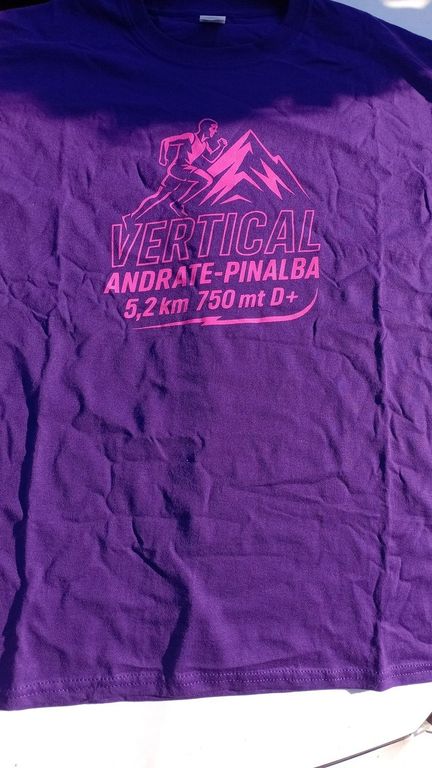 VERTICAL
ANDRATE-PINALBA
5,2 km 750 mt D+